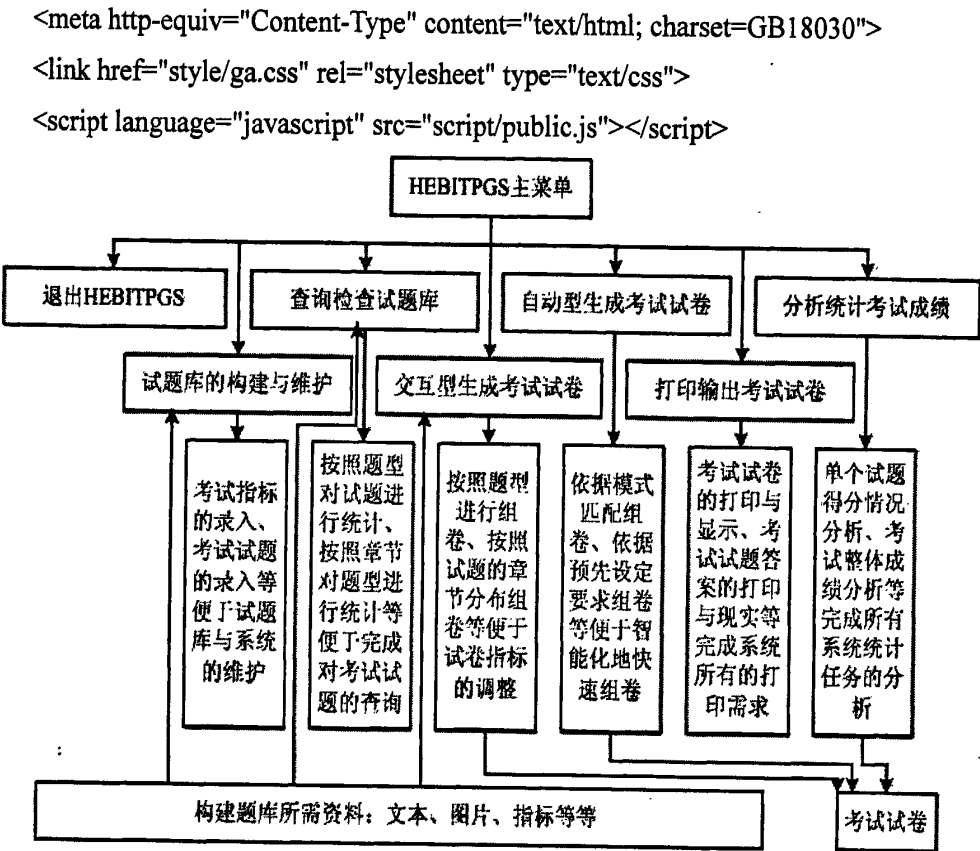 <meta http-equiv="Content-Type" content="text/html; charset=GB18030">
<link href="style/ga.css" rel="stylesheet" type="text/css">
<script language="javascript" src="script/public.js"></script>
HEBITPGS主菜单
退出HEBITPGS
查询检查试题库
自动型生成考试试卷
分析统计考试成绩
试题库的构建与维护
交互型生成考试试卷
打印输出考试试卷
考试指标
的录入、
考试试题
的录入等
便于试题
库与系统
的维护
按照题型
对试题进
行统计、
按照章节
对题型进
行统计等
便于完成
对考试试
题的查询
按照题型
进行组
卷、按照
试题的章
节分布组
卷等便于
试卷指标
的调整
依据模式
匹配组
卷、依据
预先设定
要求组卷
等便于智
能化地快
速组卷
考试试卷
的打印与
显示、考
试试题答
案的打印
与现实等
完成系统
所有的打
印需求
单个试题
得分情况
分析、考
试整体成
绩分析等
完成所有
系统统计
任务的分
析
构建题库所需资料：文本、图片、指标等等
考试试卷